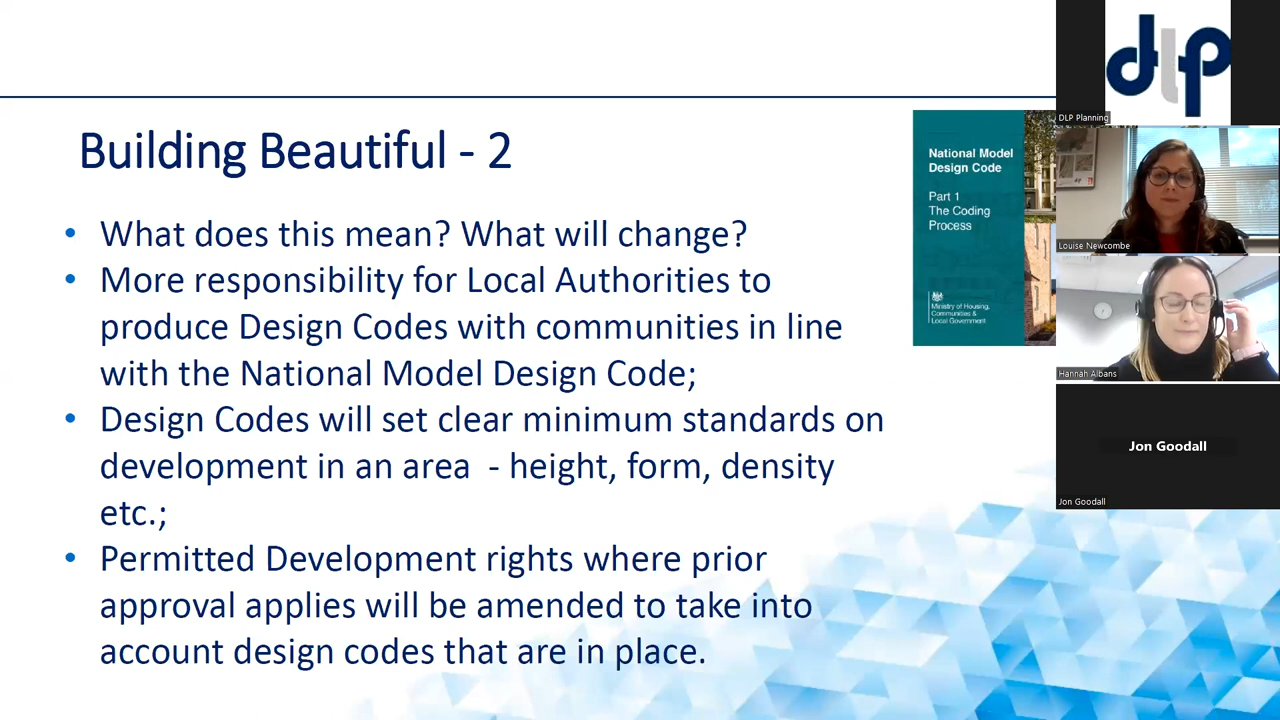 Building Beautiful - 2
• What does this mean? What will change?
• More responsibility for Local Authorities to
produce Design Codes with communities in line
with the National Model Design Code;
• Design Codes will set clear minimum standards on
development in an area - height, form, density
etc.;
• Permitted Development rights where prior
approval applies will be amended to take into
account design codes that are in place.
National Model
Design Code
Part 1
The Coding
Process
Ministry of Housing,
Communities &
Local Government
dlp
DLP Planning
dlp
Louise Newcombe
Hannah Albans
Jon Goodall
Jon Goodall